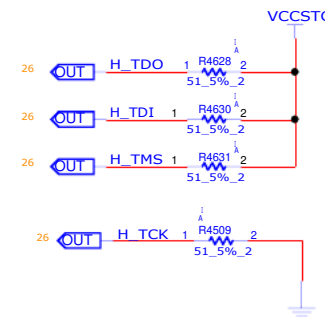 VCCSTG
I
A
26 OUT H_TDO 1 R4628 2
51_5%_2
I
A
26 OUT H_TDI 1 R4630 2
51_5%_2
I
A
26 OUT H_TMS 1 R4631 2
51_5%_2
I
A
26 OUT H_TCK 1 R4509 2
51_5%_2